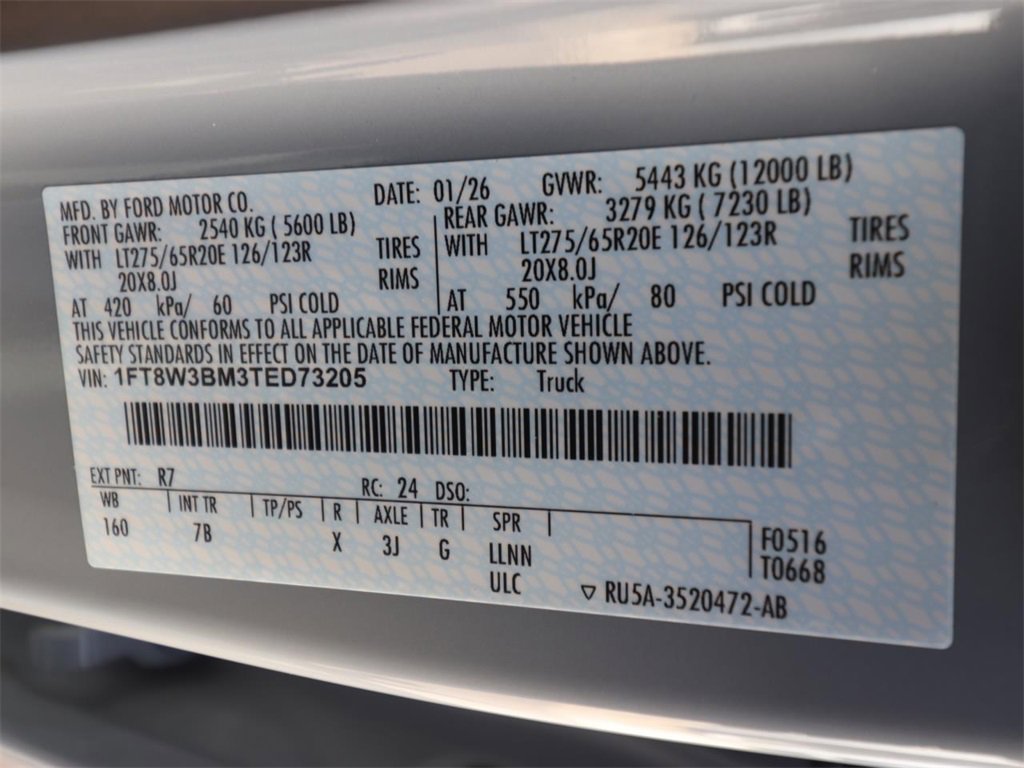 MFD. BY FORD MOTOR CO. DATE: 01/26 GVWR: 5443 KG (12000 LB)
FRONT GAWR: 2540 KG ( 5600 LB) REAR GAWR: 3279 KG ( 7230 LB)
WITH LT275/65R20E 126/123R TIRES WITH LT275/65R20E 126/123R TIRES
20X8.0J RIMS 20X8.0J RIMS
AT 420 kPa/ 60 PSI COLD AT 550 kPa/ 80 PSI COLD
THIS VEHICLE CONFORMS TO ALL APPLICABLE FEDERAL MOTOR VEHICLE
SAFETY STANDARDS IN EFFECT ON THE DATE OF MANUFACTURE SHOWN ABOVE.
VIN: 1FT8W3BM3TED73205 TYPE: Truck
EXT PNT: R7 RC: 24 DSO:
WB INT TR TP/PS R AXLE TR SPR
160 7B X 3J G LLNN F0516
ULC T0668
▽ RU5A-3520472-AB